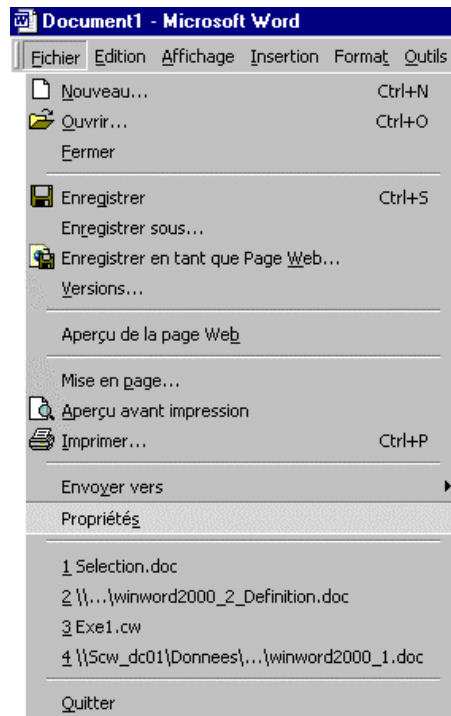 Document1 - Microsoft Word
Fichier Edition Affichage Insertion Format Outils
Nouveau... Ctrl+N
Ouvrir... Ctrl+O
Fermer
Enregistrer Ctrl+S
Enregistrer sous...
Enregistrer en tant que Page Web...
Versions...
Aperçu de la page Web
Mise en page...
Aperçu avant impression
Imprimer... Ctrl+P
Envoyer vers
Propriétés
1 Selection.doc
2 \\...\winword2000_2_Definition.doc
3 Exe1.cw
4 \\Scw_dc01\Donnees\...\winword2000_1.doc
Quitter